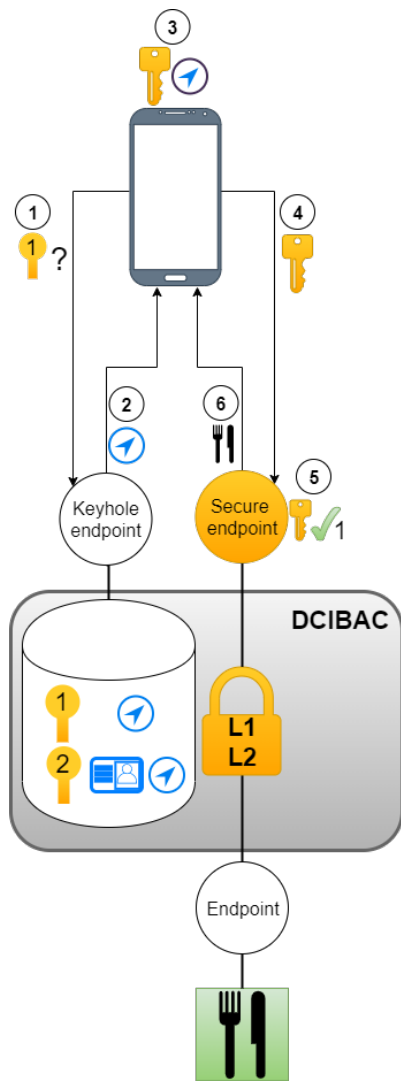 3
1
1
?
4
2
6
5
Keyhole
endpoint
Secure
endpoint
1
DCIBAC
1
2
L1
L2
Endpoint